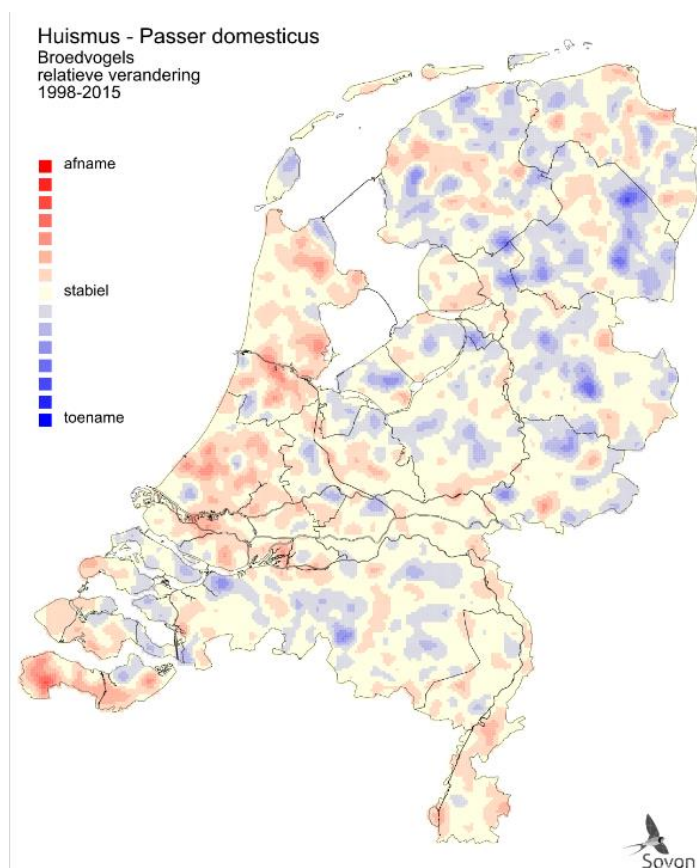 Huismus - Passer domesticus
Broedvogels
relatieve verandering
1998-2015
afname
stabiel
toename
Sovon